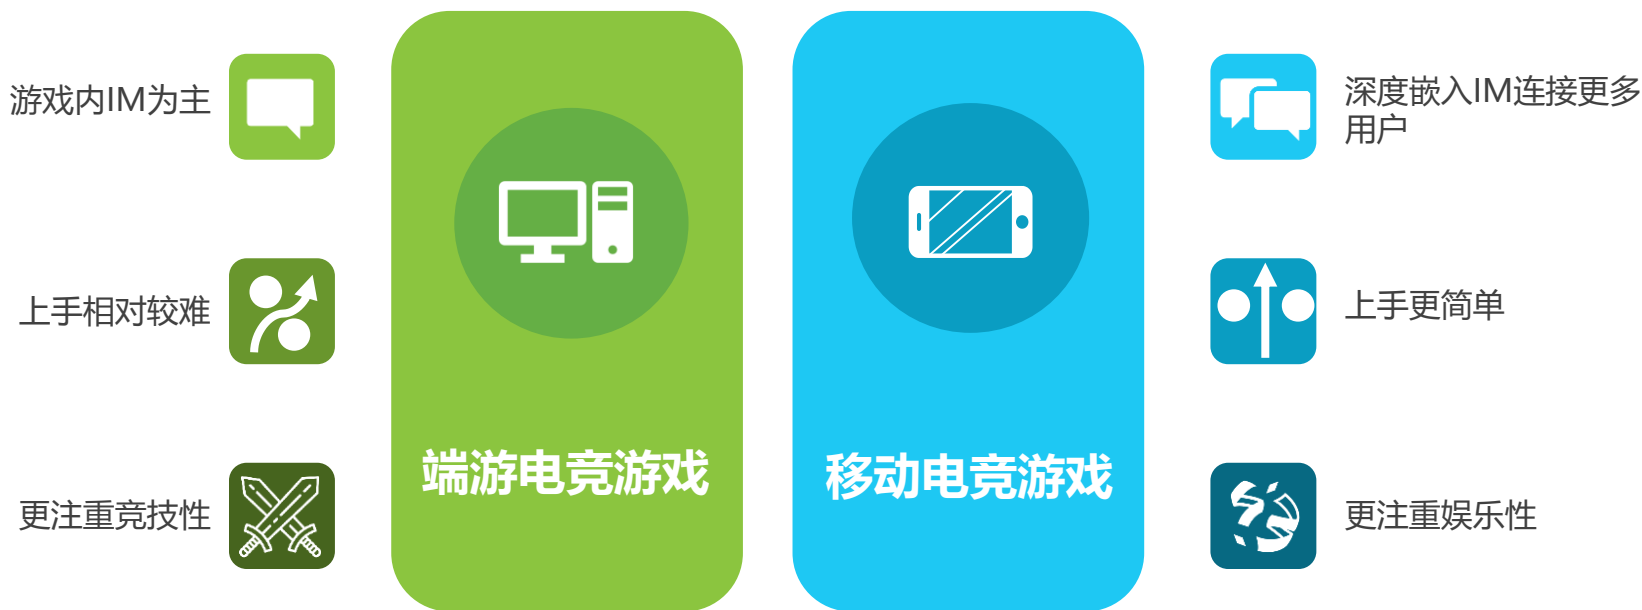 游戏内IM为主
上手相对较难
更注重竞技性
端游电竞游戏
移动电竞游戏
深度嵌入IM连接更多
用户
上手更简单
更注重娱乐性